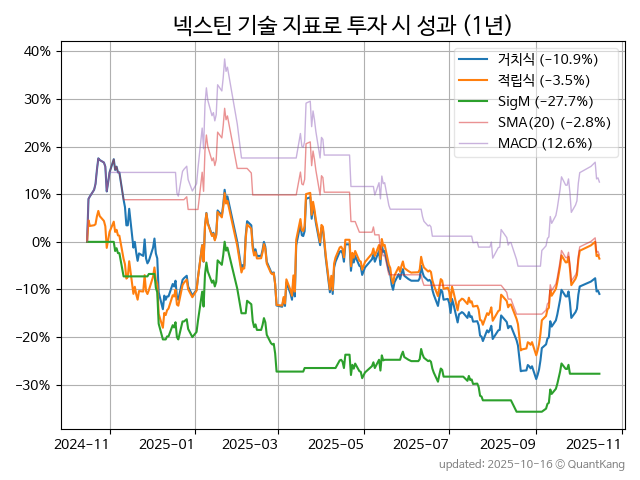 넥스틴 기술 지표로 투자 시 성과 (1년)
거치식 (−10.9%)
적립식 (−3.5%)
SigM (−27.7%)
SMA(20) (−2.8%)
MACD (12.6%)
40%
30%
20%
10%
0%
−10%
−20%
−30%
2024-11 2025-01 2025-03 2025-05 2025-07 2025-09 2025-11
updated: 2025-10-16 © QuantKang